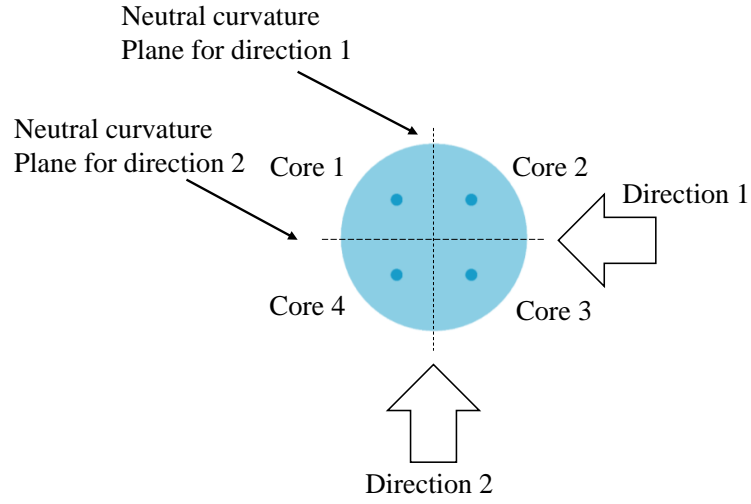 Neutral curvature
Plane for direction 1
Neutral curvature
Plane for direction 2
Core 1
Core 2
Direction 1
Core 4
Core 3
Direction 2